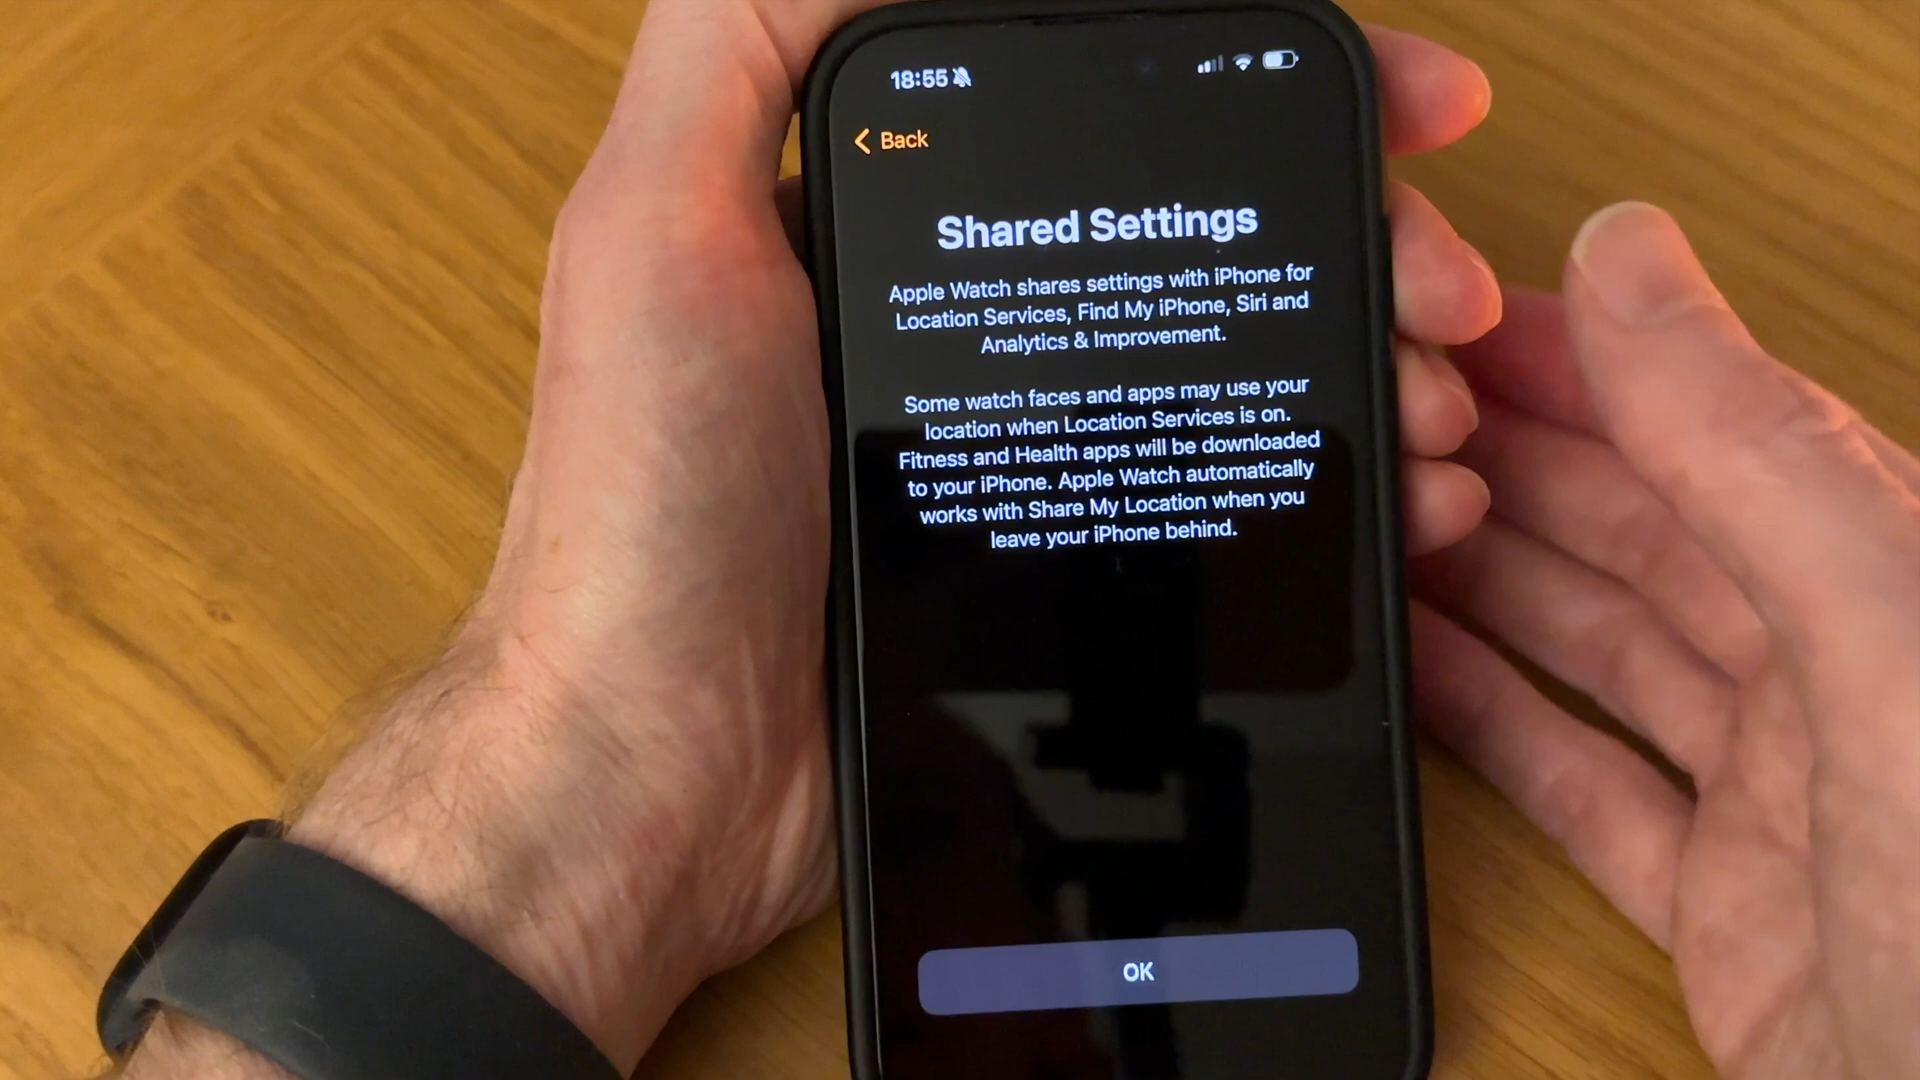 18:55
Back
Shared Settings
Apple Watch shares settings with iPhone for
Location Services, Find My iPhone, Siri and
Analytics & Improvement.
Some watch faces and apps may use your
location when Location Services is on.
Fitness and Health apps will be downloaded
to your iPhone. Apple Watch automatically
works with Share My Location when you
leave your iPhone behind.
OK